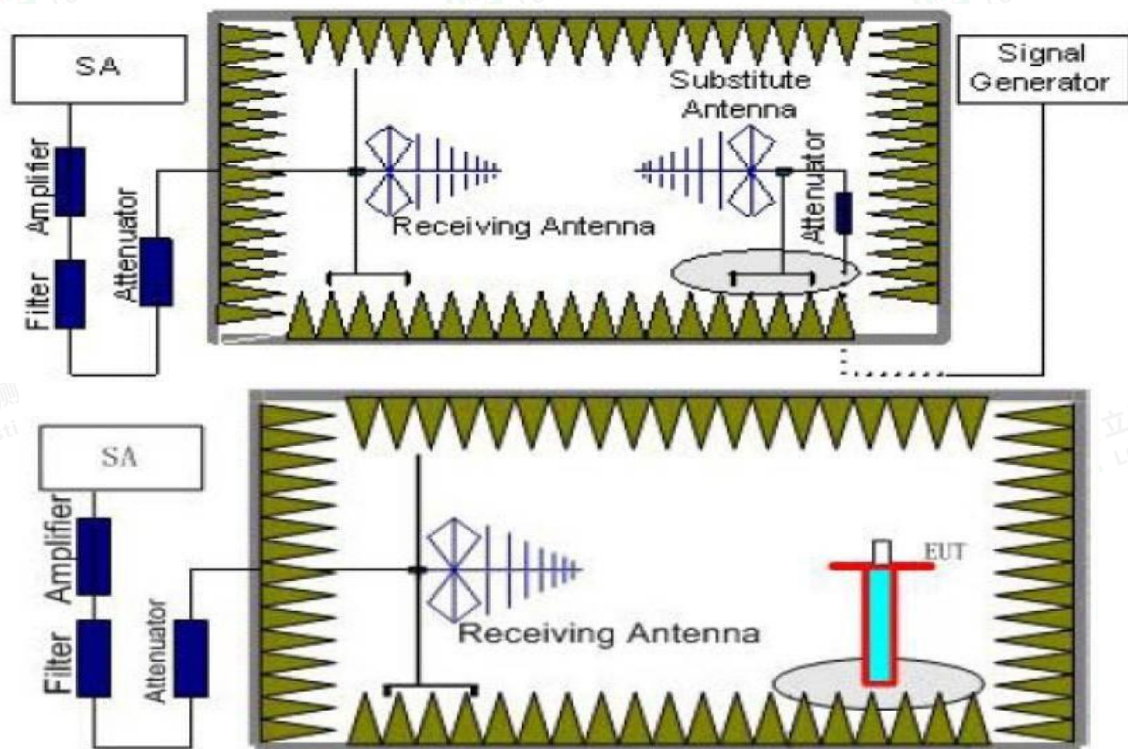 SA
Amplifier
Filter
Attenuator
Receiving Antenna
Substitute
Antenna
Attenuator
Signal
Generator
SA
Amplifier
Filter
Attenuator
Receiving Antenna
EUT